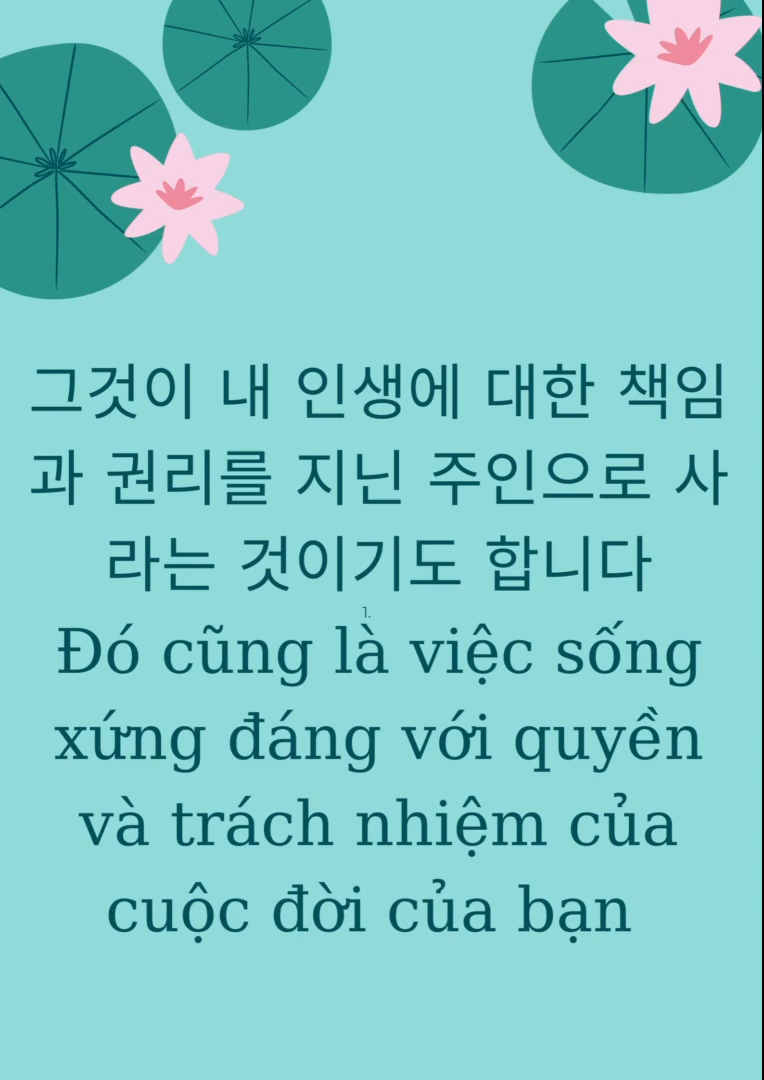 그것이 내 인생에 대한 책임
과 권리를 지닌 주인으로 사
라는 것이기도 합니다
1.
Đó cũng là việc sống
xứng đáng với quyền
và trách nhiệm của
cuộc đời của bạn